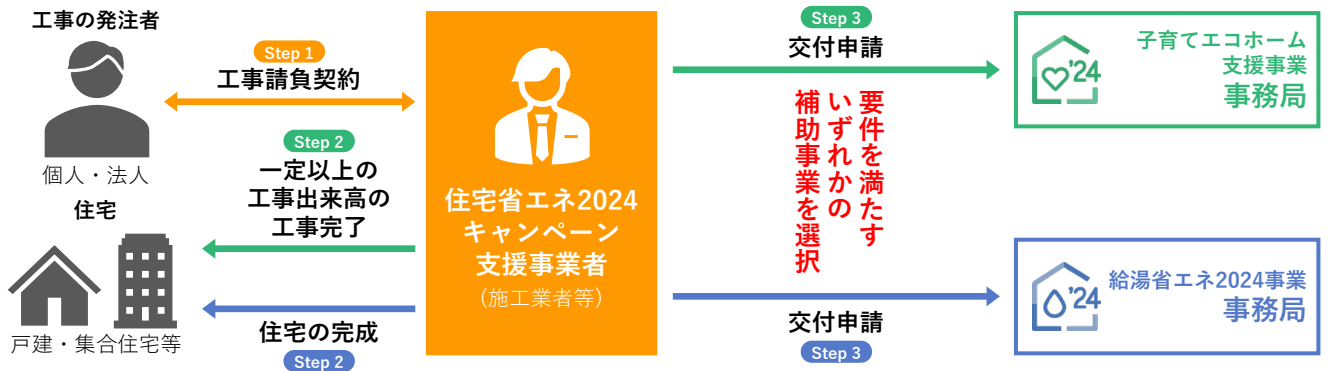 工事の発注者
個人・法人
住宅
戸建・集合住宅等
Step 1
工事請負契約
Step 2
一定以上の
工事出来高の
工事完了
住宅の完成
Step 2
住宅省エネ2024
キャンペーン
支援事業者
(施工業者等)
Step 3
交付申請
要件を満たす
いずれかの
補助事業を選択
交付申請
Step 3
'24
子育てエコホーム
支援事業
事務局
'24
給湯省エネ2024事業
事務局